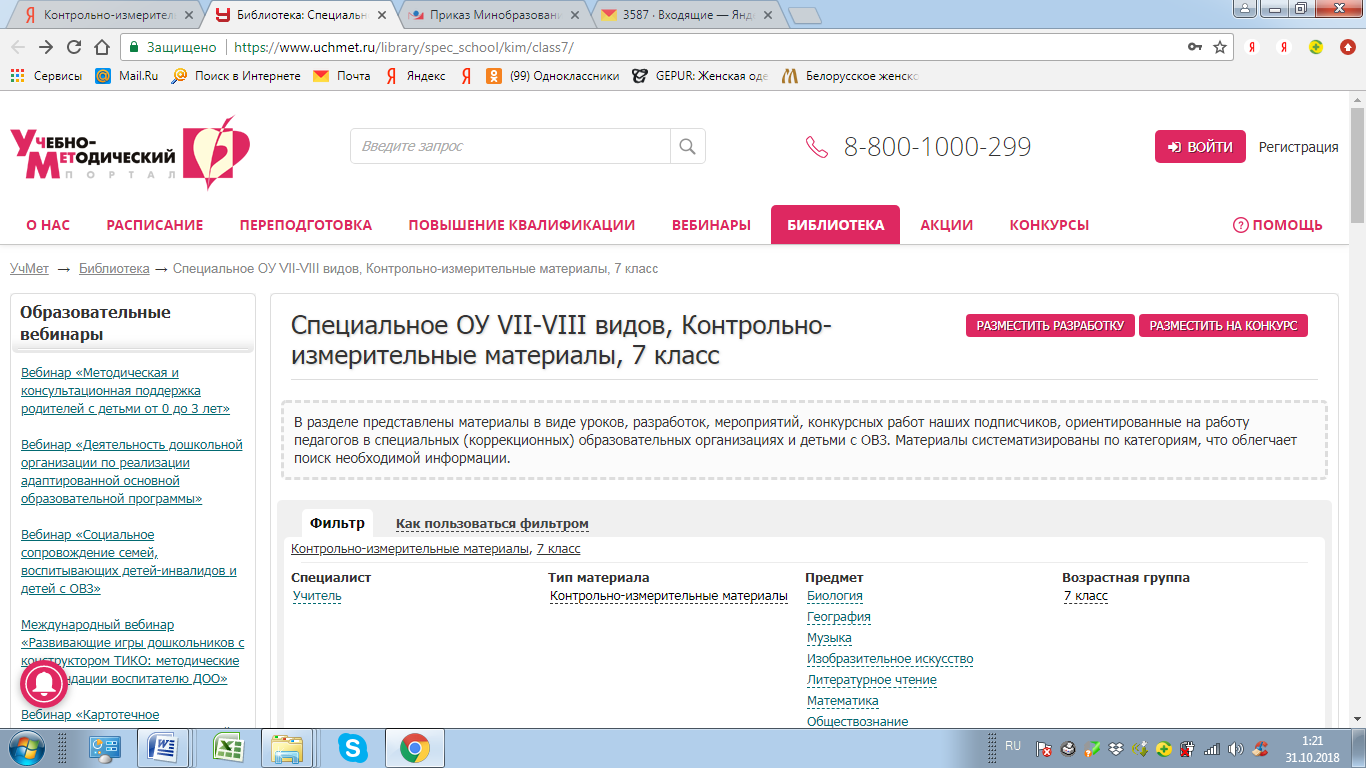 Контрольно-измерител
Библиотека: Специальн
Приказ Минобразован
3587 · Входящие — Янд
Защищено
https://www.uchmet.ru/library/spec_school/kim/class7/
Сервисы
Mail.Ru
Поиск в Интернете
Почта
Яндекс
(99) Одноклассники
GEPUR: Женская оде
Белорусское женско
УЧЕБНО-
МЕТОДИЧЕСКИЙ
ПОРТАЛ
Введите запрос
8-800-1000-299
ВОЙТИ
Регистрация
О НАС
РАСПИСАНИЕ
ПЕРЕПОДГОТОВКА
ПОВЫШЕНИЕ КВАЛИФИКАЦИИ
ВЕБИНАРЫ
БИБЛИОТЕКА
АКЦИИ
КОНКУРСЫ
? ПОМОЩЬ
УчМет → Библиотека → Специальное ОУ VII-VIII видов, Контрольно-измерительные материалы, 7 класс
Образовательные
вебинары
Вебинар «Методическая и
консультационная поддержка
родителей с детьми от 0 до 3 лет»
Вебинар «Деятельность дошкольной
организации по реализации
адаптированной основной
образовательной программы»
Вебинар «Социальное
сопровождение семей,
воспитывающих детей-инвалидов и
детей с ОВЗ»
Международный вебинар
«Развивающие игры дошкольников с
конструктором ТИКО: методические
ндации воспитателю ДОО»
Вебинар «Картотечное
Специальное ОУ VII-VIII видов, Контрольно-
измерительные материалы, 7 класс
РАЗМЕСТИТЬ РАЗРАБОТКУ
РАЗМЕСТИТЬ НА КОНКУРС
В разделе представлены материалы в виде уроков, разработок, мероприятий, конкурсных работ наших подписчиков, ориентированные на работу
педагогов в специальных (коррекционных) образовательных организациях и детьми с ОВЗ. Материалы систематизированы по категориям, что облегчает
поиск необходимой информации.
Фильтр
Как пользоваться фильтром
Контрольно-измерительные материалы, 7 класс
Специалист
Учитель
Тип материала
Контрольно-измерительные материалы
Предмет
Биология
География
Музыка
Изобразительное искусство
Литературное чтение
Математика
Обществознание
Возрастная группа
7 класс
RU
1:21
31.10.2018